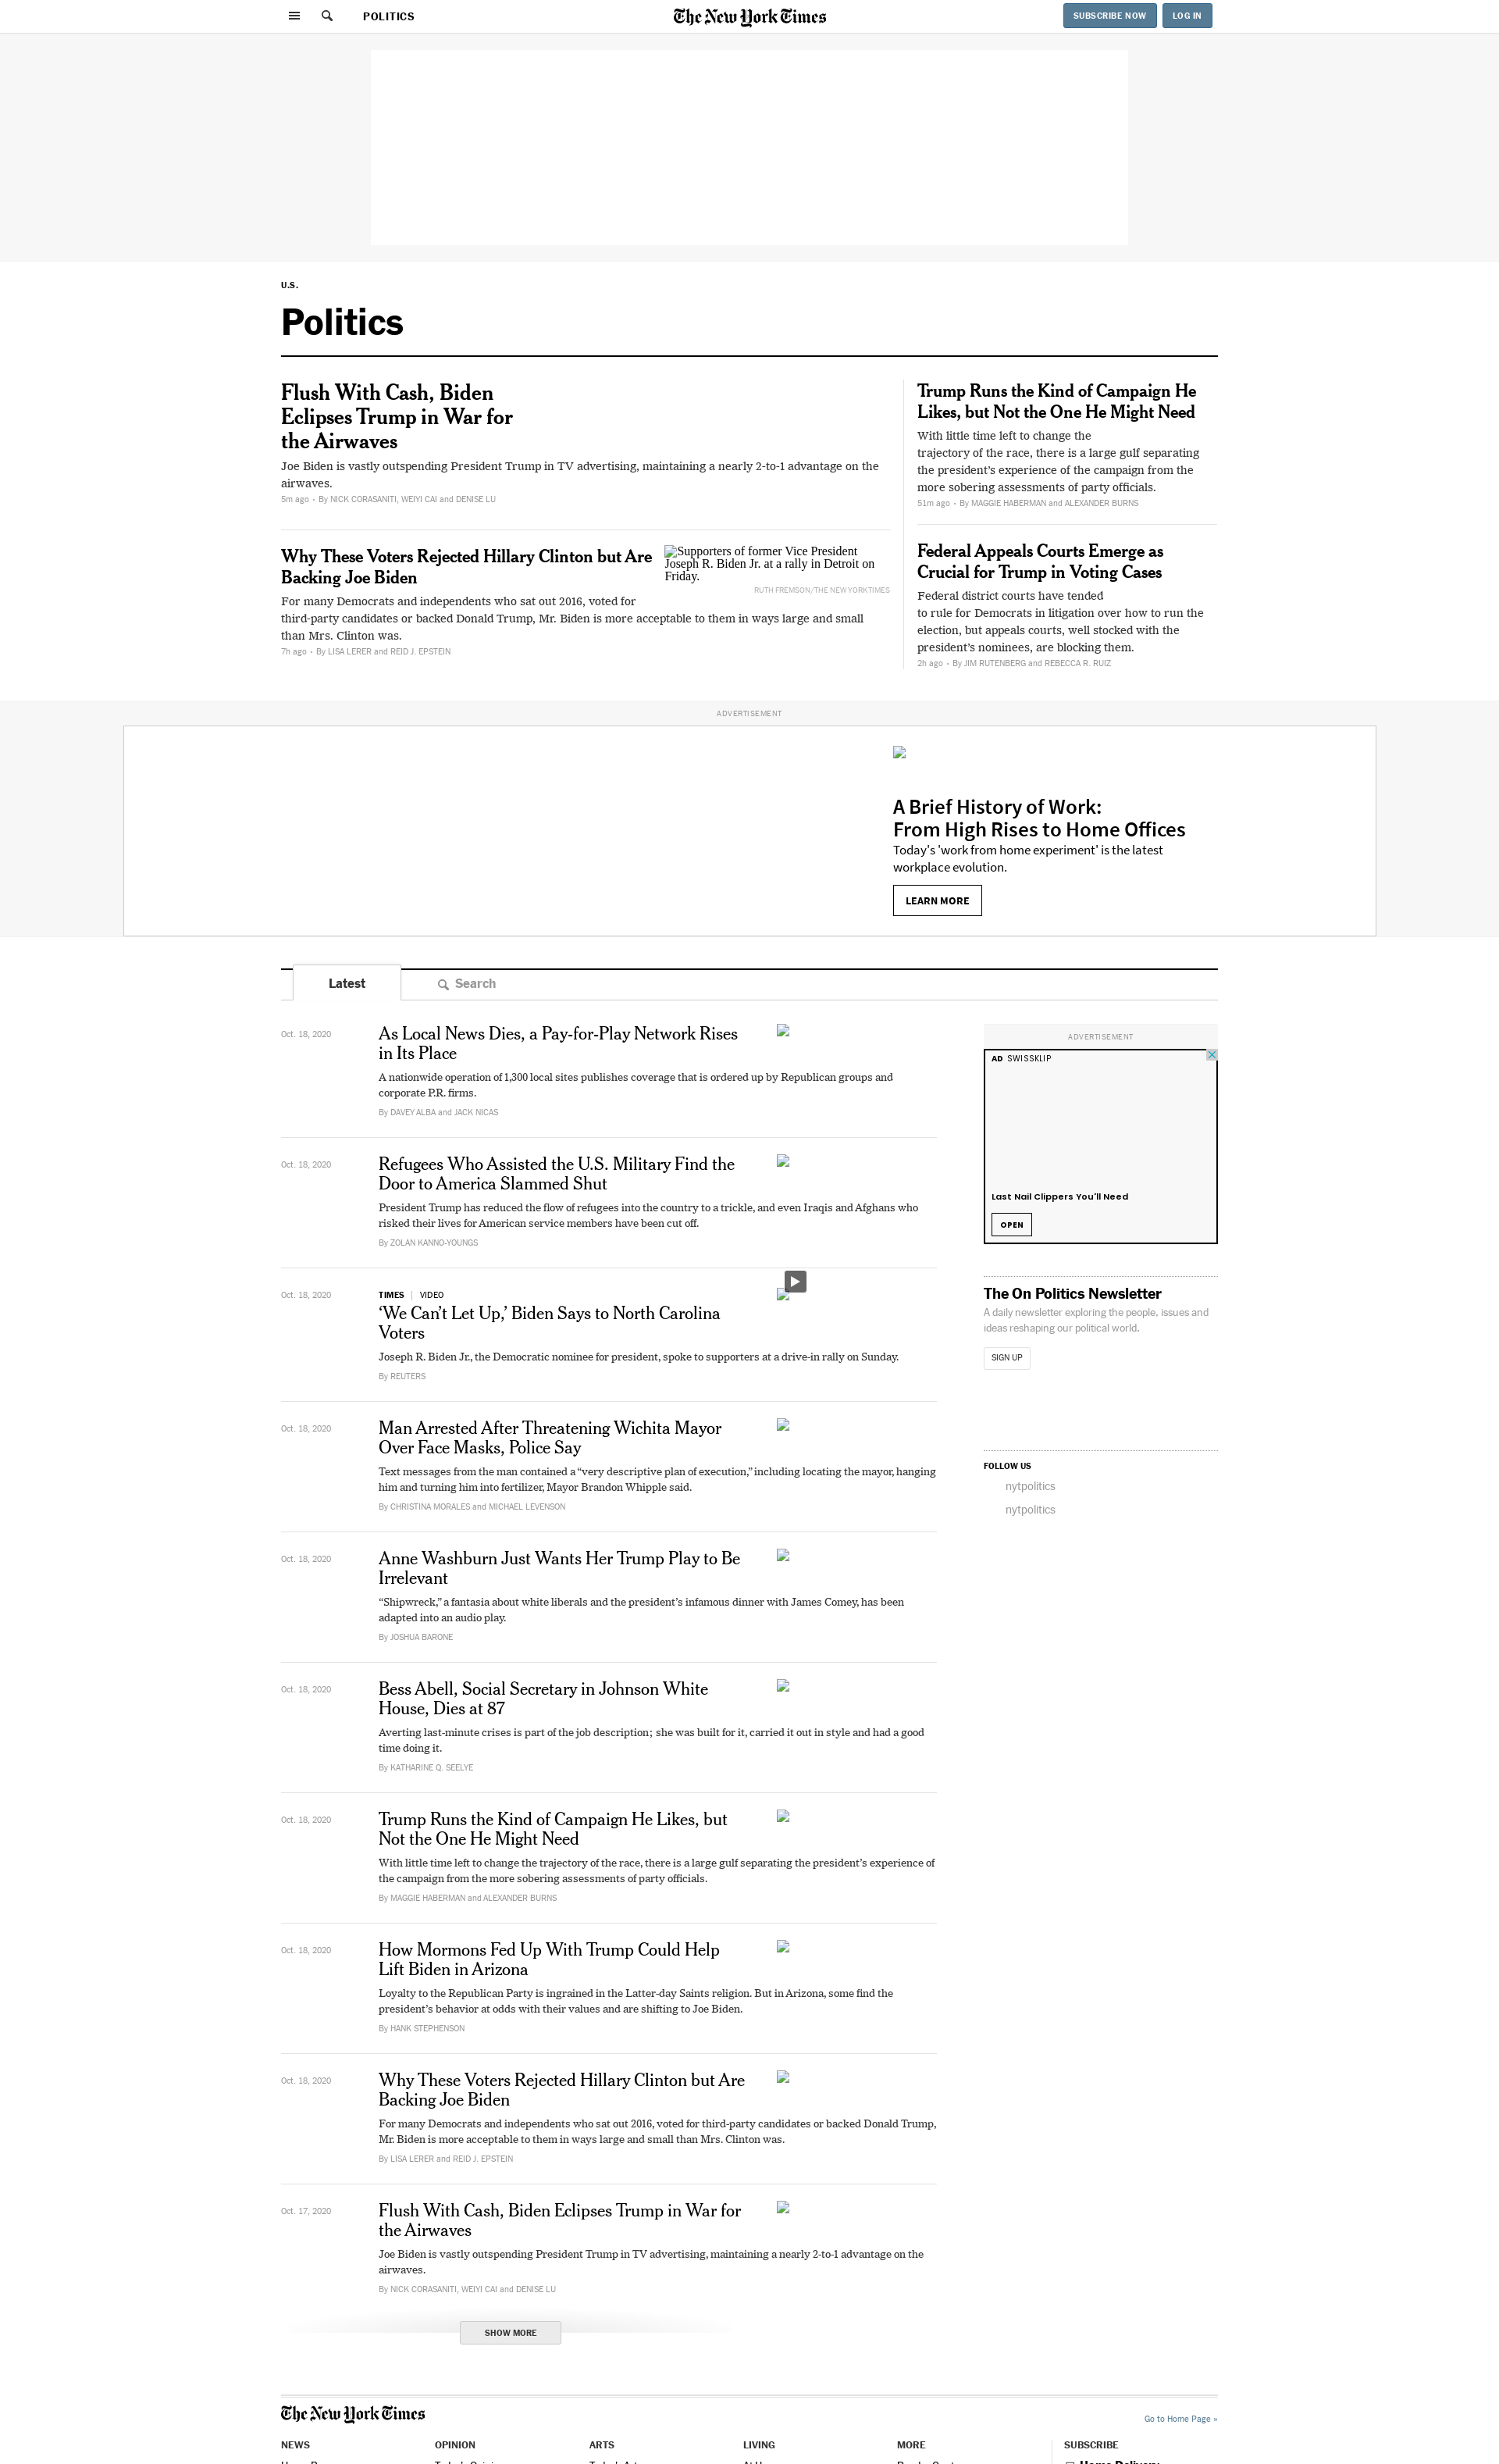 POLITICS
The New York Times
SUBSCRIBE NOW
LOG IN
U.S.
Politics
Flush With Cash, Biden
Eclipses Trump in War for
the Airwaves
Joe Biden is vastly outspending President Trump in TV advertising, maintaining a nearly 2-to-1 advantage on the
airwaves.
5m ago • By NICK CORASANITI, WEIYI CAI and DENISE LU
Why These Voters Rejected Hillary Clinton but Are
Backing Joe Biden
Supporters of former Vice President
Joseph R. Biden Jr. at a rally in Detroit on
Friday.
RUTH FREMSON/THE NEW YORK TIMES
For many Democrats and independents who sat out 2016, voted for
third-party candidates or backed Donald Trump, Mr. Biden is more acceptable to them in ways large and small
than Mrs. Clinton was.
7h ago • By LISA LERER and REID J. EPSTEIN
Trump Runs the Kind of Campaign He
Likes, but Not the One He Might Need
With little time left to change the
trajectory of the race, there is a large gulf separating
the president’s experience of the campaign from the
more sobering assessments of party officials.
51m ago • By MAGGIE HABERMAN and ALEXANDER BURNS
Federal Appeals Courts Emerge as
Crucial for Trump in Voting Cases
Federal district courts have tended
to rule for Democrats in litigation over how to run the
election, but appeals courts, well stocked with the
president’s nominees, are blocking them.
2h ago • By JIM RUTENBERG and REBECCA R. RUIZ
ADVERTISEMENT
A Brief History of Work:
From High Rises to Home Offices
Today's 'work from home experiment' is the latest
workplace evolution.
LEARN MORE
Latest
Search
Oct. 18, 2020
As Local News Dies, a Pay-for-Play Network Rises
in Its Place
A nationwide operation of 1,300 local sites publishes coverage that is ordered up by Republican groups and
corporate P.R. firms.
By DAVEY ALBA and JACK NICAS
Oct. 18, 2020
Refugees Who Assisted the U.S. Military Find the
Door to America Slammed Shut
President Trump has reduced the flow of refugees into the country to a trickle, and even Iraqis and Afghans who
risked their lives for American service members have been cut off.
By ZOLAN KANNO-YOUNGS
Oct. 18, 2020
TIMES | VIDEO
‘We Can’t Let Up,’ Biden Says to North Carolina
Voters
Joseph R. Biden Jr., the Democratic nominee for president, spoke to supporters at a drive-in rally on Sunday.
By REUTERS
Oct. 18, 2020
Man Arrested After Threatening Wichita Mayor
Over Face Masks, Police Say
Text messages from the man contained a “very descriptive plan of execution,” including locating the mayor, hanging
him and turning him into fertilizer, Mayor Brandon Whipple said.
By CHRISTINA MORALES and MICHAEL LEVENSON
Oct. 18, 2020
Anne Washburn Just Wants Her Trump Play to Be
Irrelevant
“Shipwreck,” a fantasia about white liberals and the president’s infamous dinner with James Comey, has been
adapted into an audio play.
By JOSHUA BARONE
Oct. 18, 2020
Bess Abell, Social Secretary in Johnson White
House, Dies at 87
Averting last-minute crises is part of the job description; she was built for it, carried it out in style and had a good
time doing it.
By KATHARINE Q. SEELYE
Oct. 18, 2020
Trump Runs the Kind of Campaign He Likes, but
Not the One He Might Need
With little time left to change the trajectory of the race, there is a large gulf separating the president’s experience of
the campaign from the more sobering assessments of party officials.
By MAGGIE HABERMAN and ALEXANDER BURNS
Oct. 18, 2020
How Mormons Fed Up With Trump Could Help
Lift Biden in Arizona
Loyalty to the Republican Party is ingrained in the Latter-day Saints religion. But in Arizona, some find the
president’s behavior at odds with their values and are shifting to Joe Biden.
By HANK STEPHENSON
Oct. 18, 2020
Why These Voters Rejected Hillary Clinton but Are
Backing Joe Biden
For many Democrats and independents who sat out 2016, voted for third-party candidates or backed Donald Trump,
Mr. Biden is more acceptable to them in ways large and small than Mrs. Clinton was.
By LISA LERER and REID J. EPSTEIN
Oct. 17, 2020
Flush With Cash, Biden Eclipses Trump in War for
the Airwaves
Joe Biden is vastly outspending President Trump in TV advertising, maintaining a nearly 2-to-1 advantage on the
airwaves.
By NICK CORASANITI, WEIYI CAI and DENISE LU
SHOW MORE
ADVERTISEMENT
AD SWISSKLIP
Last Nail Clippers You'll Need
OPEN
The On Politics Newsletter
A daily newsletter exploring the people, issues and
ideas reshaping our political world.
SIGN UP
FOLLOW US
nytpolitics
nytpolitics
The New York Times
Go to Home Page »
NEWS
OPINION
ARTS
LIVING
MORE
SUBSCRIBE